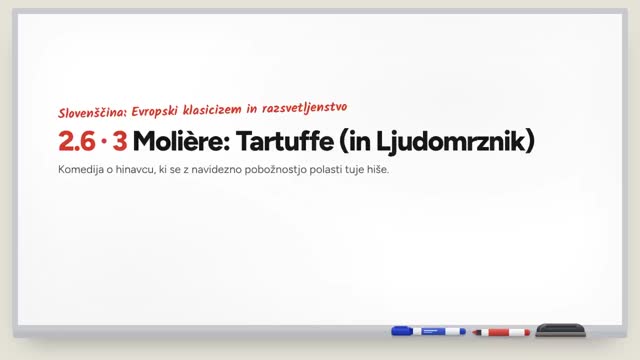 Slovenščina: Evropski klasicizem in razsvetljenstvo
2.6 · 3 Molière: Tartuffe (in Ljudomrznik)
Komedija o hinavcu, ki se z navidezno pobožnostjo polasti tuje hiše.